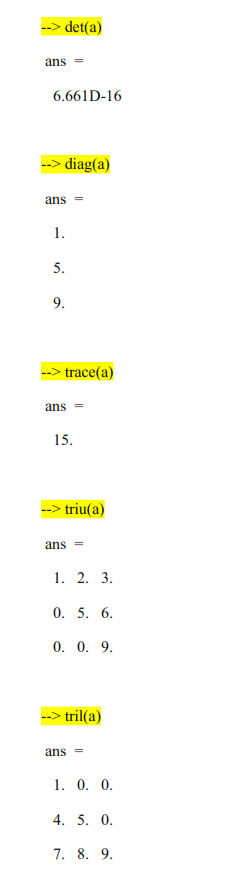 --> det(a)
ans =
6.661D-16
--> diag(a)
ans =
1.
5.
9.
--> trace(a)
ans =
15.
--> triu(a)
ans =
1. 2. 3.
0. 5. 6.
0. 0. 9.
--> tril(a)
ans =
1. 0. 0.
4. 5. 0.
7. 8. 9.